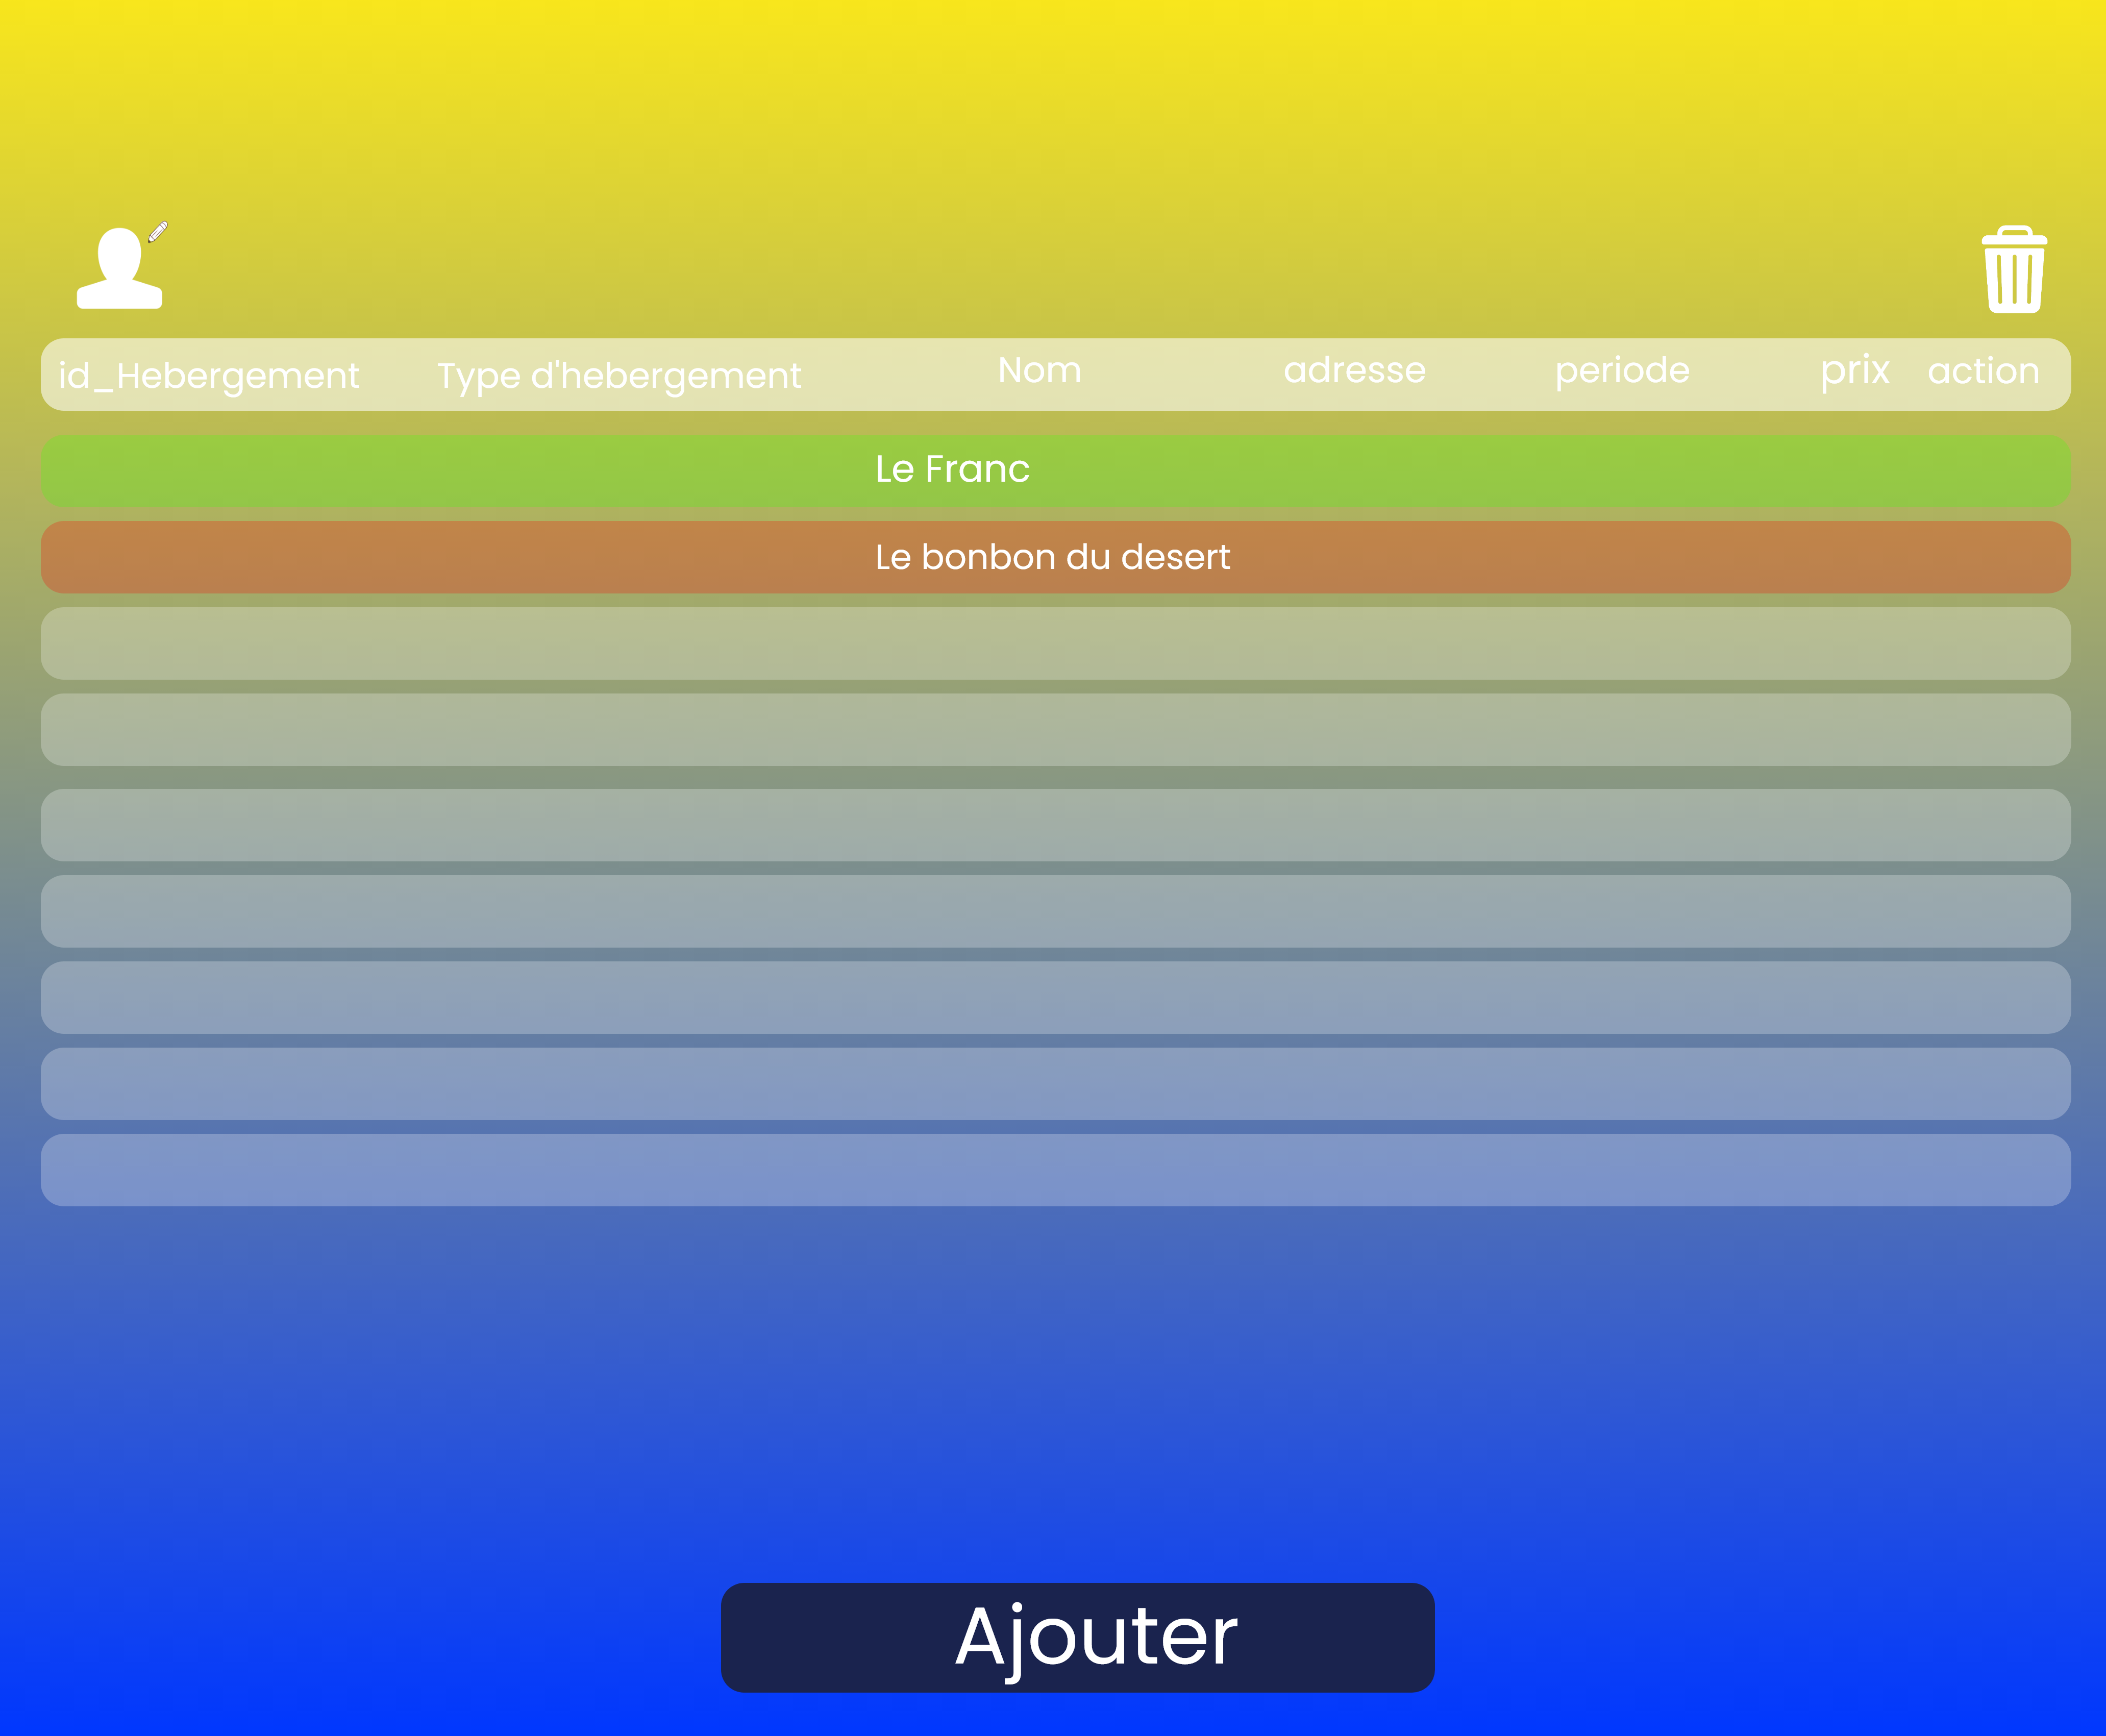 id_Hebergement Type d'hebergement Nom adresse periode prix action
Le Franc
Le bonbon du desert
Ajouter